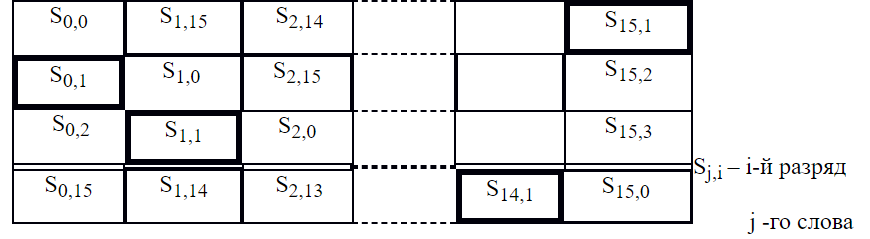 S0,0 S1,15 S2,14 S15,1
S0,1 S1,0 S2,15 S15,2
S0,2 S1,1 S2,0 S15,3
S0,15 S1,14 S2,13 S14,1 S15,0
Sj,i – i-й разряд
j -го слова